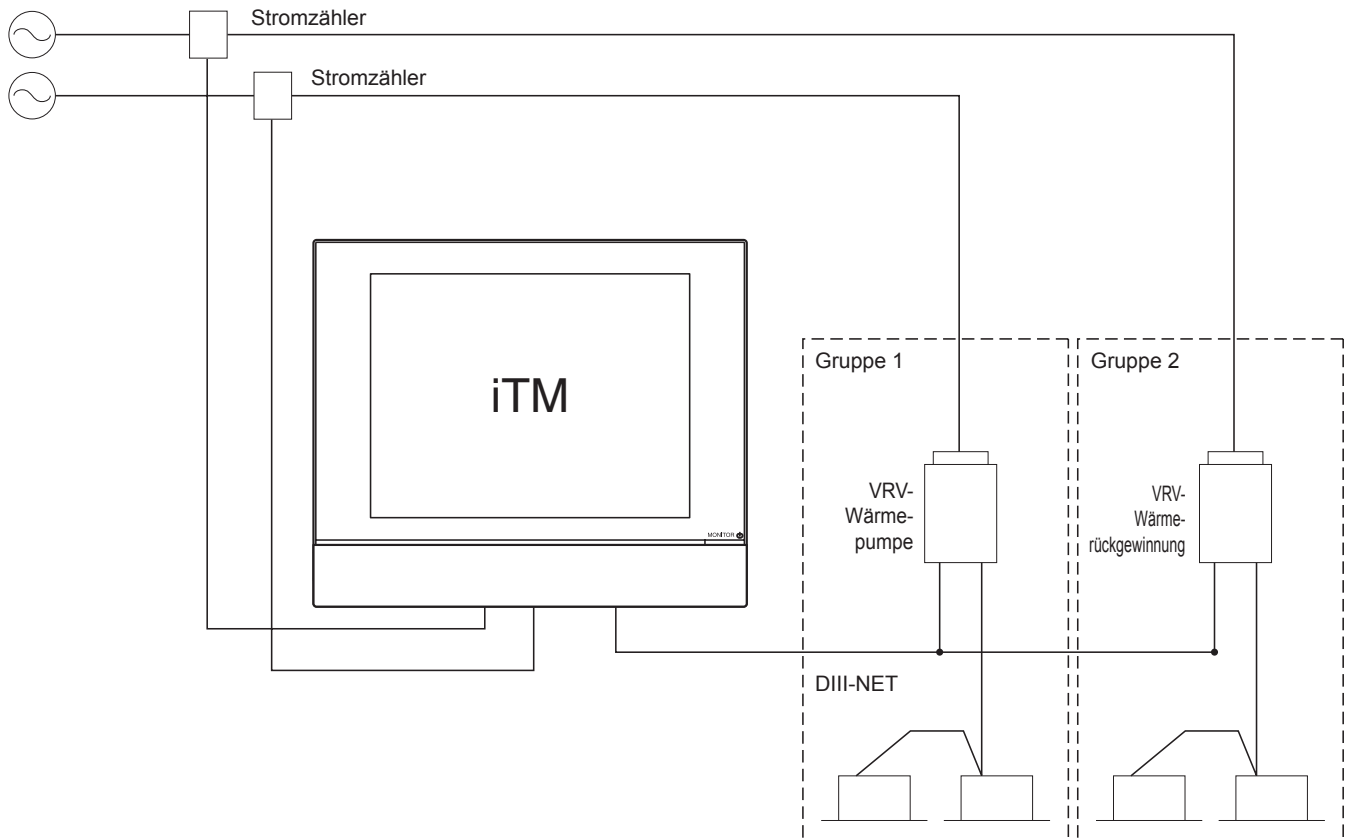 Stromzähler
Stromzähler
iTM
MONITOR
Gruppe 1
Gruppe 2
VRV-
Wärme-
pumpe
VRV-
Wärme-
rückgewinnung
DIII-NET